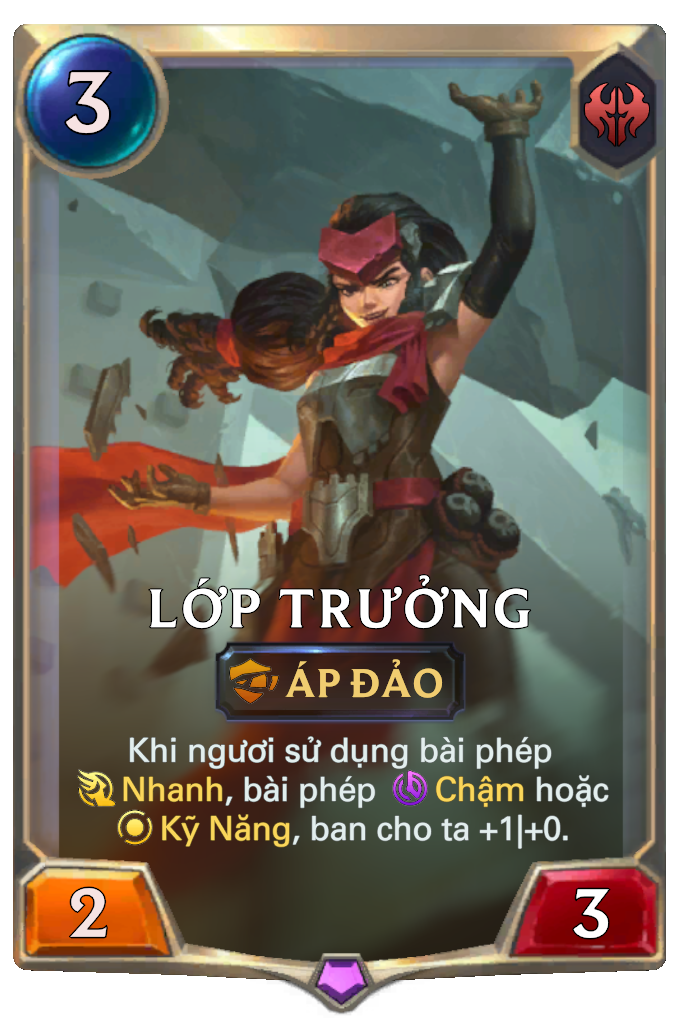 3
LỚP TRƯỞNG
ÁP ĐẢO
Khi ngươi sử dụng bài phép
Nhanh, bài phép Chậm hoặc
Kỹ Năng, ban cho ta +1|+0.
2
3